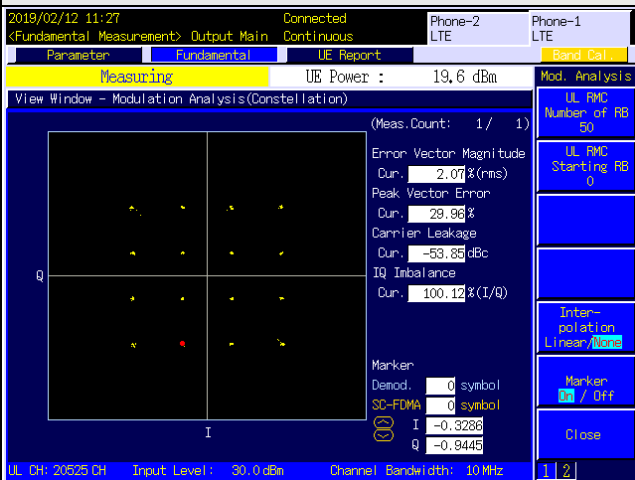 2019/02/12 11:27 Connected Phone-2 Phone-1
<Fundamental Measurement> Output Main Continuous LTE LTE
Parameter Fundamental UE Report Band Cal.
Measuring UE Power : 19.6 dBm Mod. Analysis
View Window - Modulation Analysis(Constellation)
UL RMC
Number of RB
50
UL RMC
Starting RB
0
(Meas.Count: 1/ 1)
Error Vector Magnitude
Cur. 2.07%(rms)
Peak Vector Error
Cur. 29.96%
Carrier Leakage
Cur. -53.85dBc
IQ Imbalance
Cur. 100.12%(I/Q)
Q
I
Marker
Demod. 0 symbol
SC-FDMA 0 symbol
I -0.3286
Q -0.9445
Inter-
polation
Linear/None
Marker
On / Off
Close
UL CH: 20525 CH Input Level: 30.0 dBm Channel Bandwidth: 10 MHz 1 2